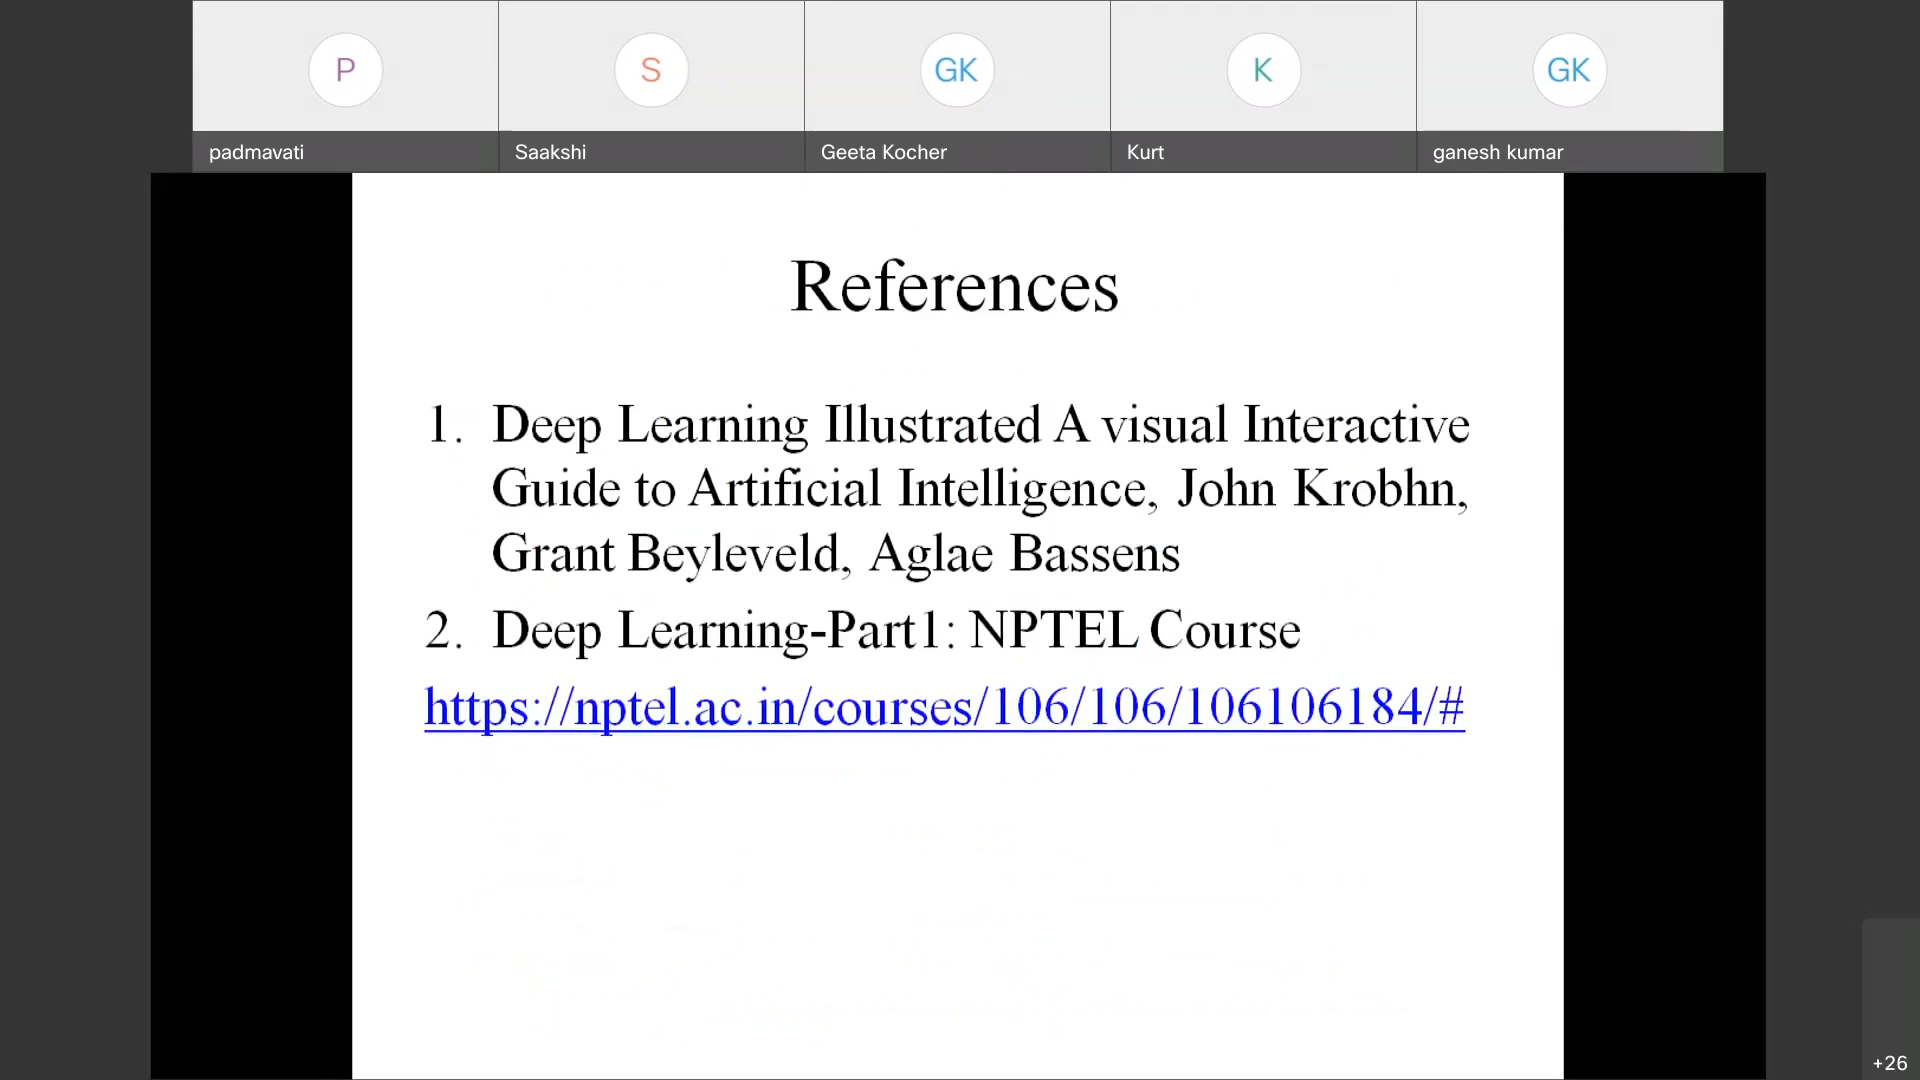 P
S
GK
K
GK
padmavati
Saakshi
Geeta Kocher
Kurt
ganesh kumar
References
1. Deep Learning Illustrated A visual Interactive
Guide to Artificial Intelligence, John Krobhn,
Grant Beyleveld, Aglae Bassens
2. Deep Learning-Part1: NPTEL Course
https://nptel.ac.in/courses/106/106/106106184/#
+26